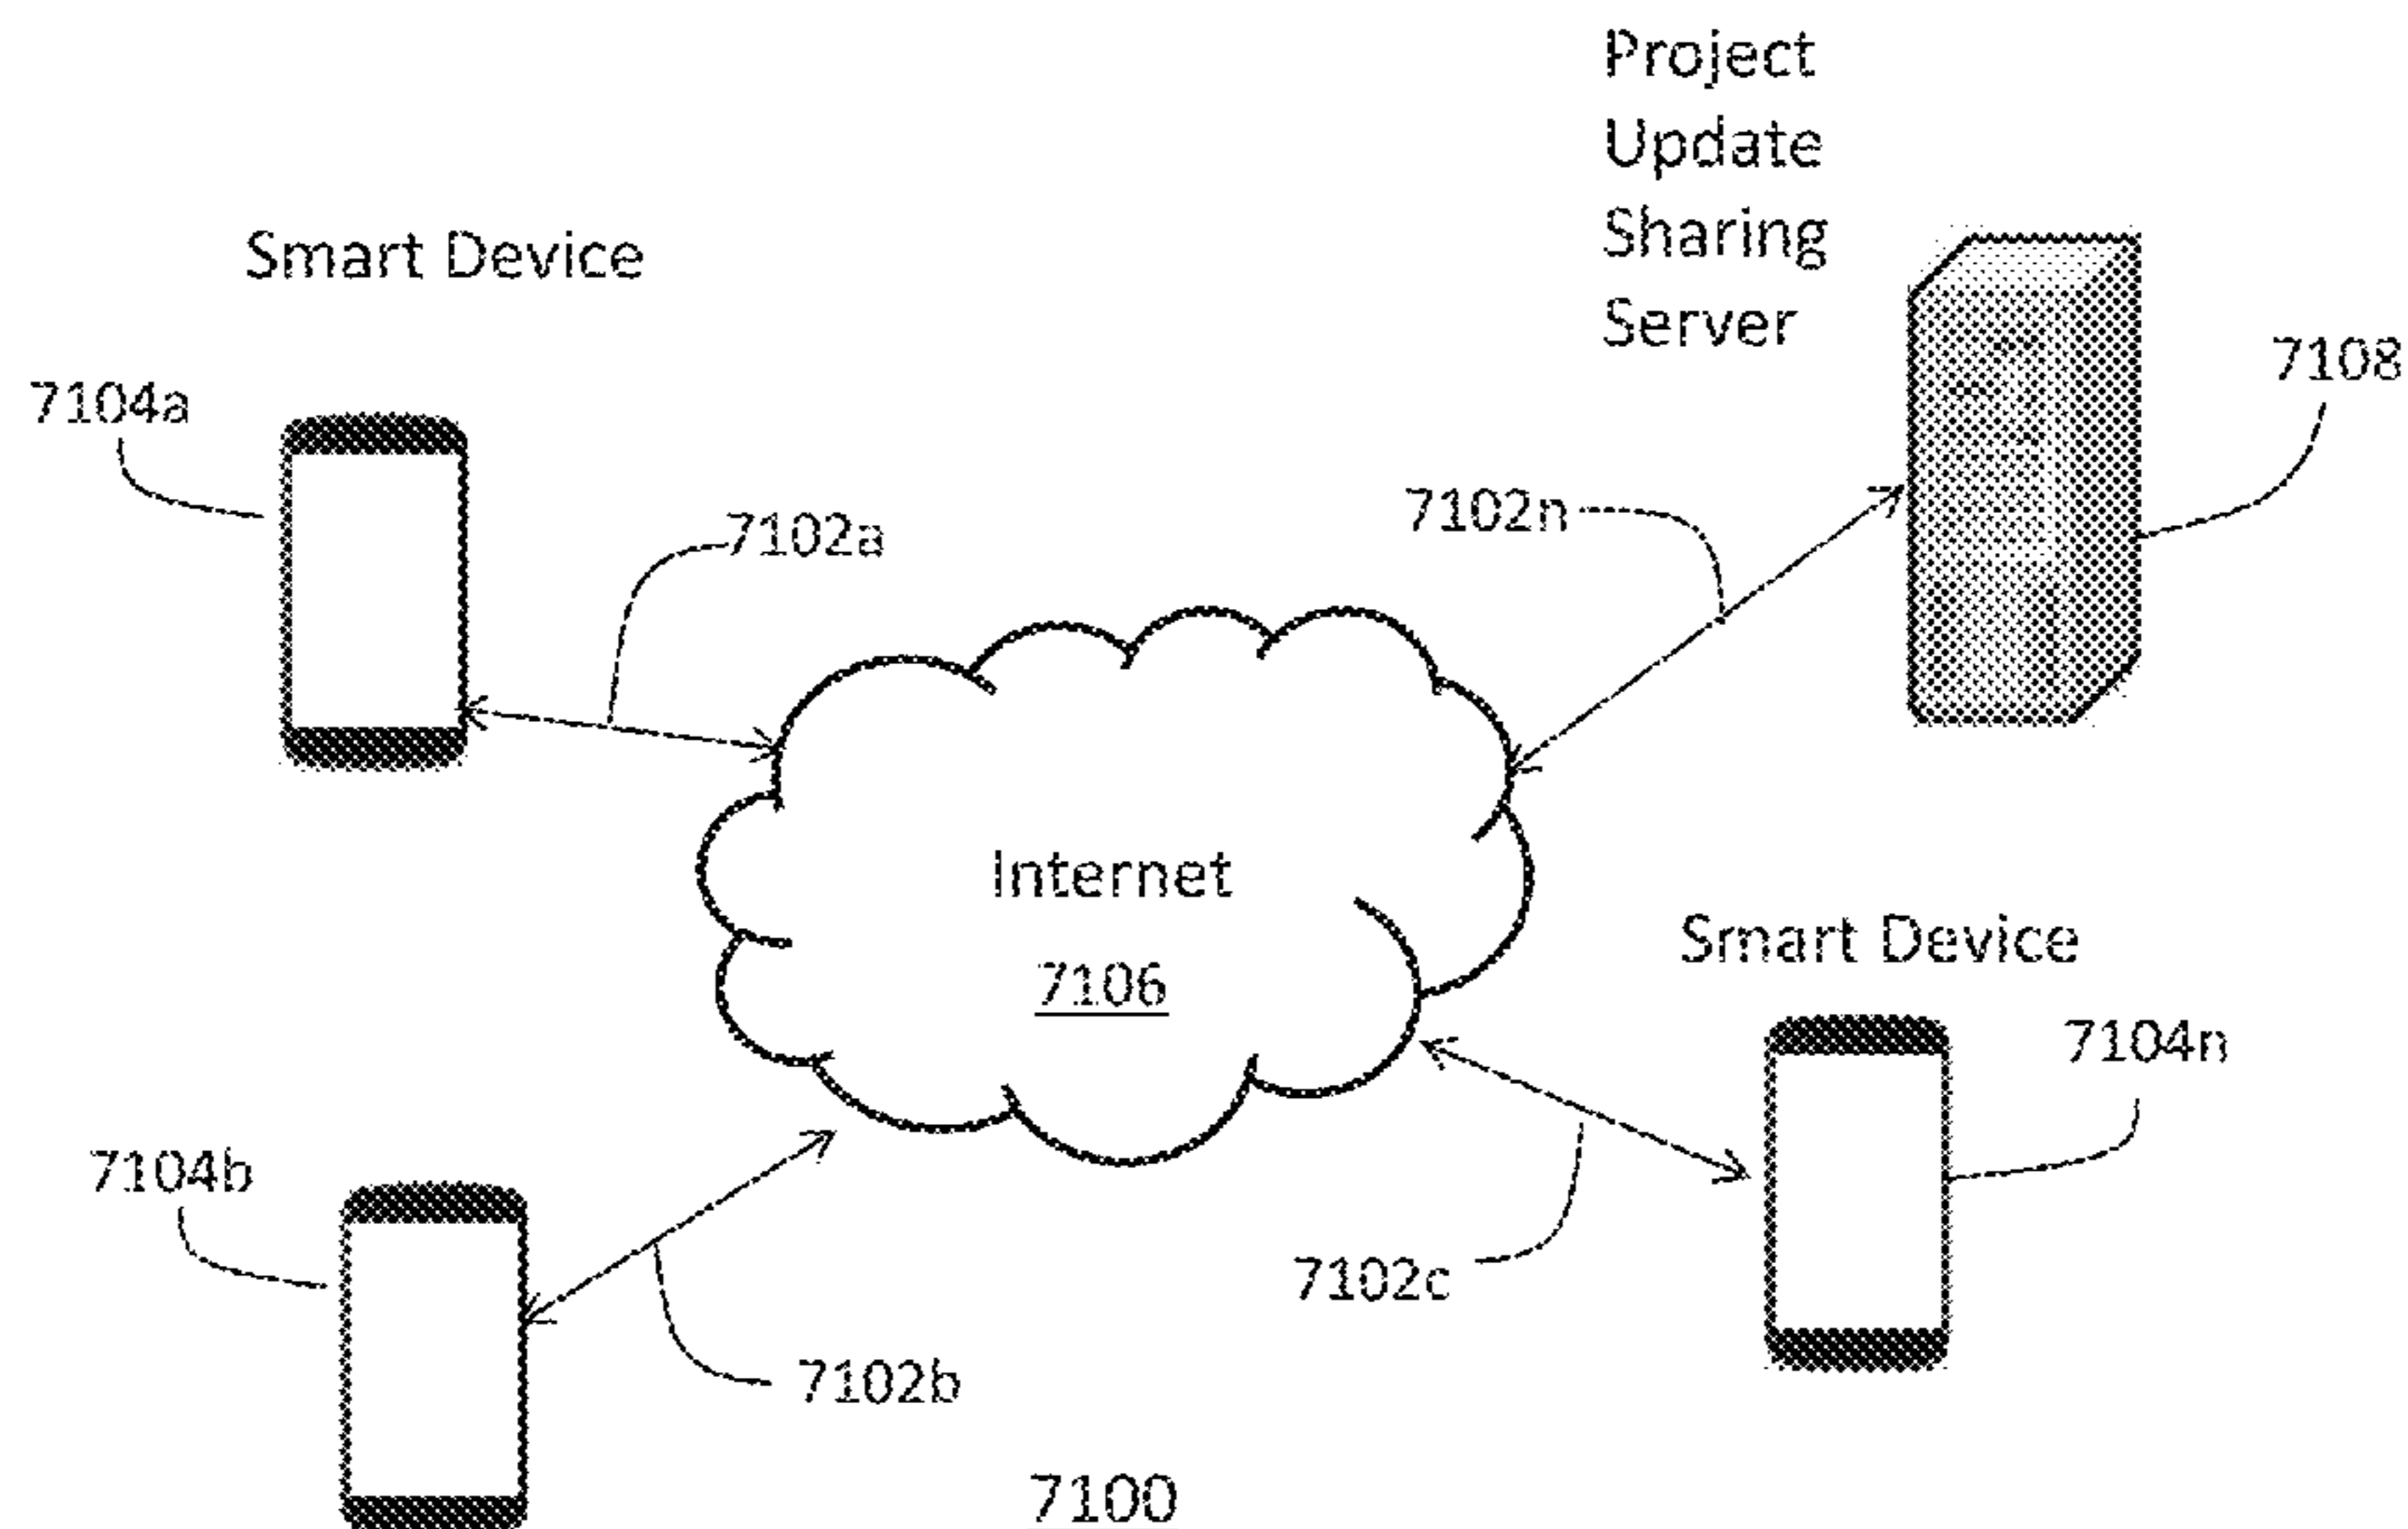 Project
Update
Sharing
Server
Smart Device
7108
7104a
7102n
7102a
Internet
7106
Smart Device
7104n
7104b
7102c
7102b
7100